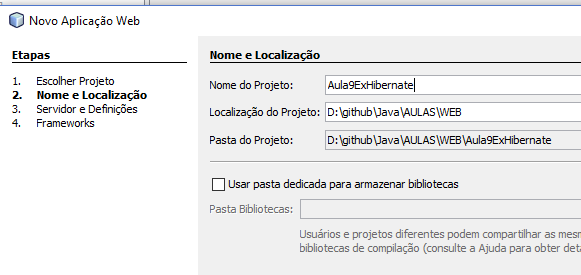 Novo Aplicação Web
Etapas
1. Escolher Projeto
2. Nome e Localização
3. Servidor e Definições
4. Frameworks
Nome e Localização
Nome do Projeto: Aula9ExHibernate
Localização do Projeto: D:\github\Java\AULAS\WEB
Pasta do Projeto: D:\github\Java\AULAS\WEB\Aula9ExHibernate
Usar pasta dedicada para armazenar bibliotecas
Pasta Bibliotecas:
Usuários e projetos diferentes podem compartilhar as
bibliotecas de compilação (consulte a Ajuda para obter